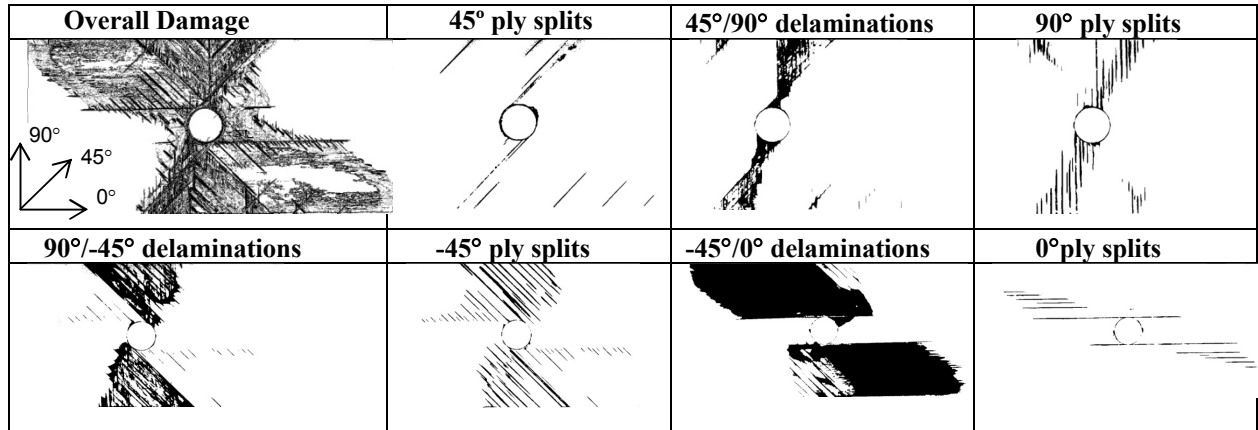 Overall Damage
45º ply splits
45°/90° delaminations
90° ply splits
90°
45°
0°
90°/-45° delaminations
-45° ply splits
-45°/0° delaminations
0°ply splits